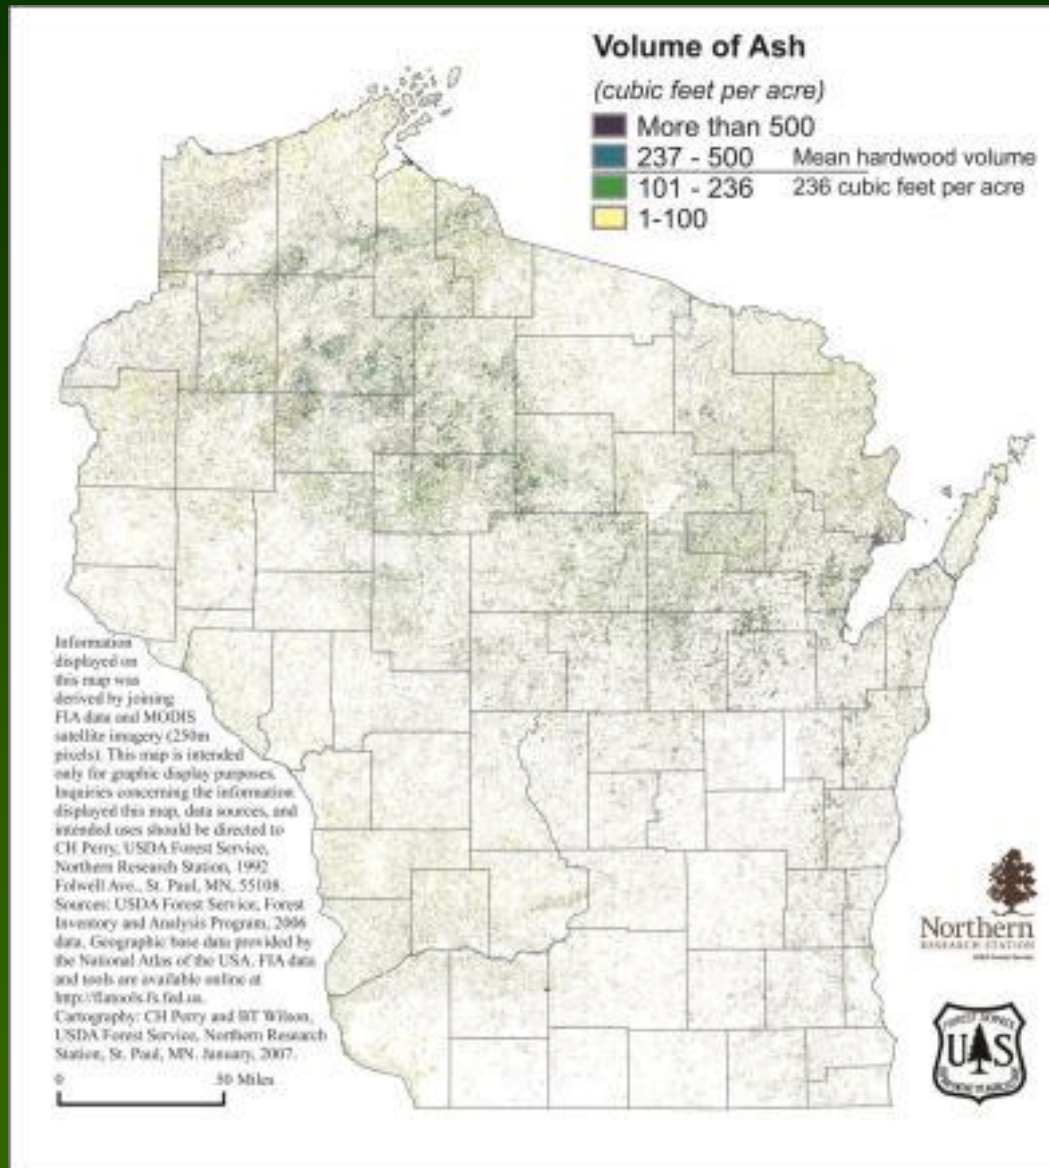 Volume of Ash
(cubic feet per acre)
More than 500
237 - 500 Mean hardwood volume
101 - 236 236 cubic feet per acre
1-100
Information
displayed on
this map was
derived by joining
FIA data and MODIS
satellite imagery (250m
pixels). This map is intended
only for graphic display purposes.
Inquiries concerning the information
displayed this map, data sources, and
intended uses should be directed to
CH Perry, USDA Forest Service,
Northern Research Station, 1992
Folwell Ave., St. Paul, MN, 55108.
Sources: USDA Forest Service, Forest
Inventory and Analysis Program, 2006
data. Geographic base data provided by
the National Atlas of the USA. FIA data
and tools are available online at
http://fiatools.fs.fed.us.
Cartography: CH Perry and BT Wilson,
USDA Forest Service, Northern Research
Station, St. Paul, MN. January, 2007.
0 50 Miles
Northern
RESEARCH STATION
FOREST SERVICE
U S